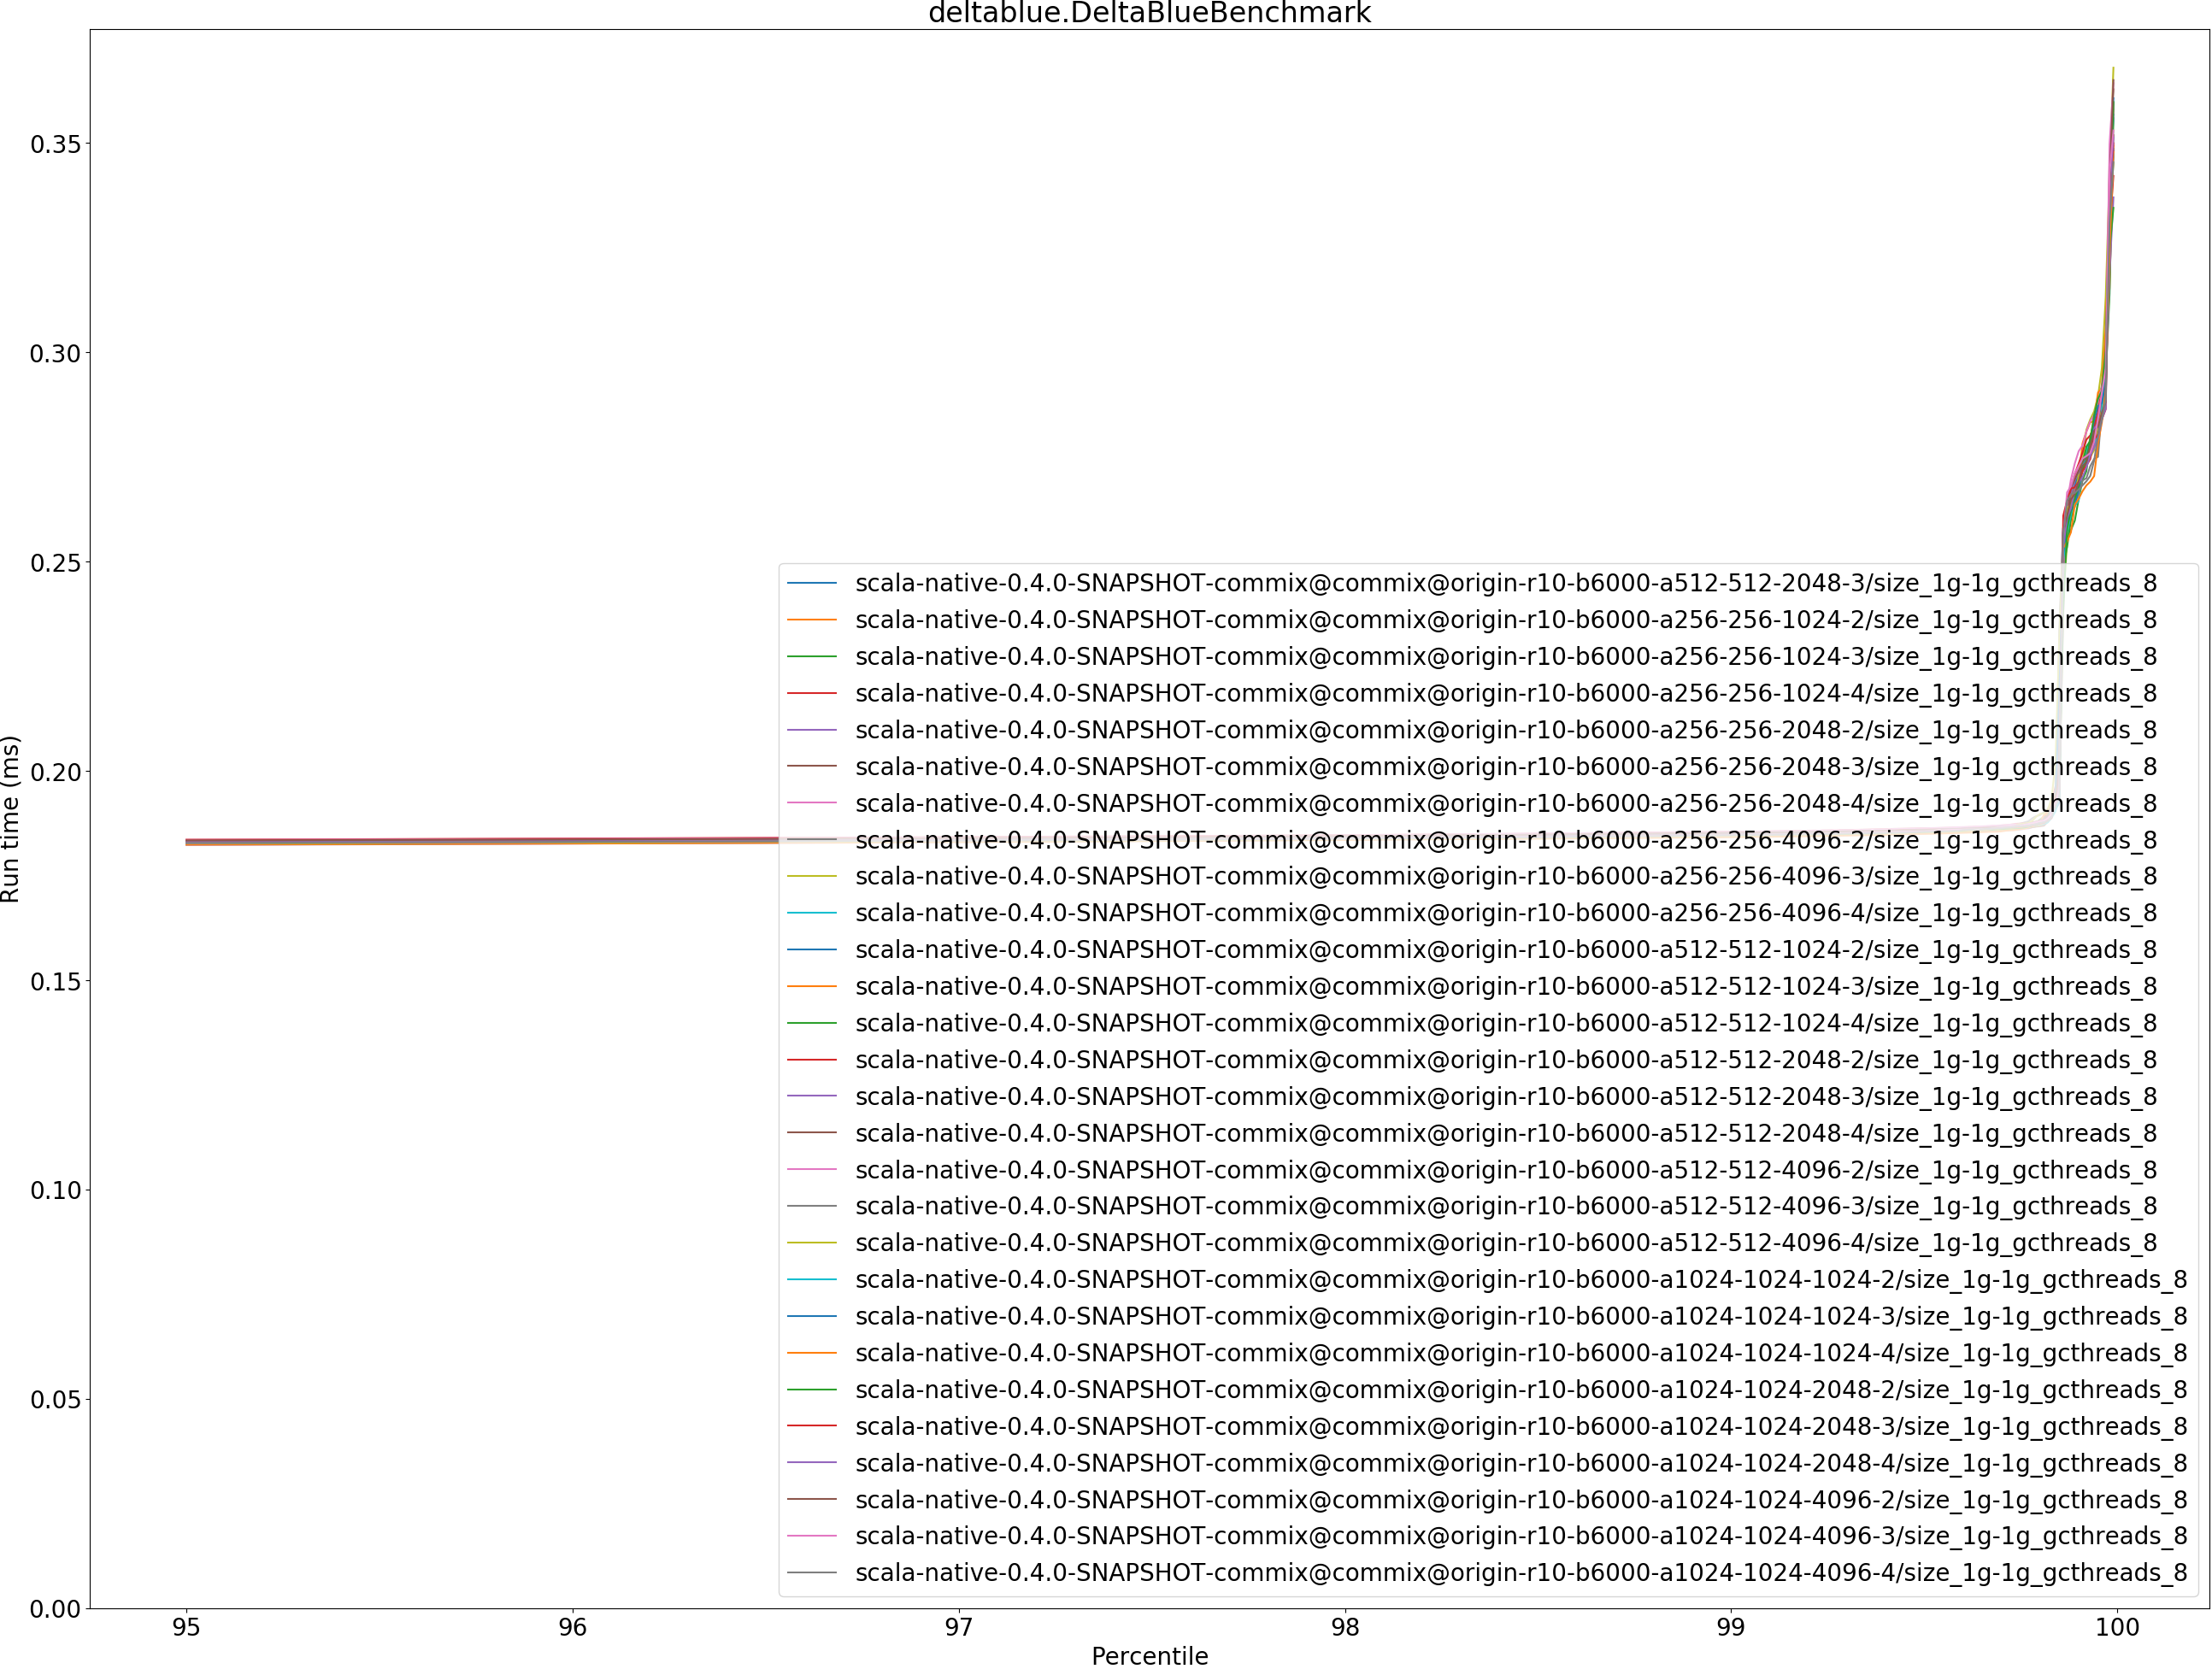 deltablue.DeltaBlueBenchmark
Run time (ms)
0.35
0.30
0.25
0.20
0.15
0.10
0.05
0.00
scala-native-0.4.0-SNAPSHOT-commix@commix@origin-r10-b6000-a512-512-2048-3/size_1g-1g_gcthreads_8
scala-native-0.4.0-SNAPSHOT-commix@commix@origin-r10-b6000-a256-256-1024-2/size_1g-1g_gcthreads_8
scala-native-0.4.0-SNAPSHOT-commix@commix@origin-r10-b6000-a256-256-1024-3/size_1g-1g_gcthreads_8
scala-native-0.4.0-SNAPSHOT-commix@commix@origin-r10-b6000-a256-256-1024-4/size_1g-1g_gcthreads_8
scala-native-0.4.0-SNAPSHOT-commix@commix@origin-r10-b6000-a256-256-2048-2/size_1g-1g_gcthreads_8
scala-native-0.4.0-SNAPSHOT-commix@commix@origin-r10-b6000-a256-256-2048-3/size_1g-1g_gcthreads_8
scala-native-0.4.0-SNAPSHOT-commix@commix@origin-r10-b6000-a256-256-2048-4/size_1g-1g_gcthreads_8
scala-native-0.4.0-SNAPSHOT-commix@commix@origin-r10-b6000-a256-256-4096-2/size_1g-1g_gcthreads_8
scala-native-0.4.0-SNAPSHOT-commix@commix@origin-r10-b6000-a256-256-4096-3/size_1g-1g_gcthreads_8
scala-native-0.4.0-SNAPSHOT-commix@commix@origin-r10-b6000-a256-256-4096-4/size_1g-1g_gcthreads_8
scala-native-0.4.0-SNAPSHOT-commix@commix@origin-r10-b6000-a512-512-1024-2/size_1g-1g_gcthreads_8
scala-native-0.4.0-SNAPSHOT-commix@commix@origin-r10-b6000-a512-512-1024-3/size_1g-1g_gcthreads_8
scala-native-0.4.0-SNAPSHOT-commix@commix@origin-r10-b6000-a512-512-1024-4/size_1g-1g_gcthreads_8
scala-native-0.4.0-SNAPSHOT-commix@commix@origin-r10-b6000-a512-512-2048-2/size_1g-1g_gcthreads_8
scala-native-0.4.0-SNAPSHOT-commix@commix@origin-r10-b6000-a512-512-2048-3/size_1g-1g_gcthreads_8
scala-native-0.4.0-SNAPSHOT-commix@commix@origin-r10-b6000-a512-512-2048-4/size_1g-1g_gcthreads_8
scala-native-0.4.0-SNAPSHOT-commix@commix@origin-r10-b6000-a512-512-4096-2/size_1g-1g_gcthreads_8
scala-native-0.4.0-SNAPSHOT-commix@commix@origin-r10-b6000-a512-512-4096-3/size_1g-1g_gcthreads_8
scala-native-0.4.0-SNAPSHOT-commix@commix@origin-r10-b6000-a512-512-4096-4/size_1g-1g_gcthreads_8
scala-native-0.4.0-SNAPSHOT-commix@commix@origin-r10-b6000-a1024-1024-1024-2/size_1g-1g_gcthreads_8
scala-native-0.4.0-SNAPSHOT-commix@commix@origin-r10-b6000-a1024-1024-1024-3/size_1g-1g_gcthreads_8
scala-native-0.4.0-SNAPSHOT-commix@commix@origin-r10-b6000-a1024-1024-1024-4/size_1g-1g_gcthreads_8
scala-native-0.4.0-SNAPSHOT-commix@commix@origin-r10-b6000-a1024-1024-2048-2/size_1g-1g_gcthreads_8
scala-native-0.4.0-SNAPSHOT-commix@commix@origin-r10-b6000-a1024-1024-2048-3/size_1g-1g_gcthreads_8
scala-native-0.4.0-SNAPSHOT-commix@commix@origin-r10-b6000-a1024-1024-2048-4/size_1g-1g_gcthreads_8
scala-native-0.4.0-SNAPSHOT-commix@commix@origin-r10-b6000-a1024-1024-4096-2/size_1g-1g_gcthreads_8
scala-native-0.4.0-SNAPSHOT-commix@commix@origin-r10-b6000-a1024-1024-4096-3/size_1g-1g_gcthreads_8
scala-native-0.4.0-SNAPSHOT-commix@commix@origin-r10-b6000-a1024-1024-4096-4/size_1g-1g_gcthreads_8
95 96 97 98 99 100
Percentile